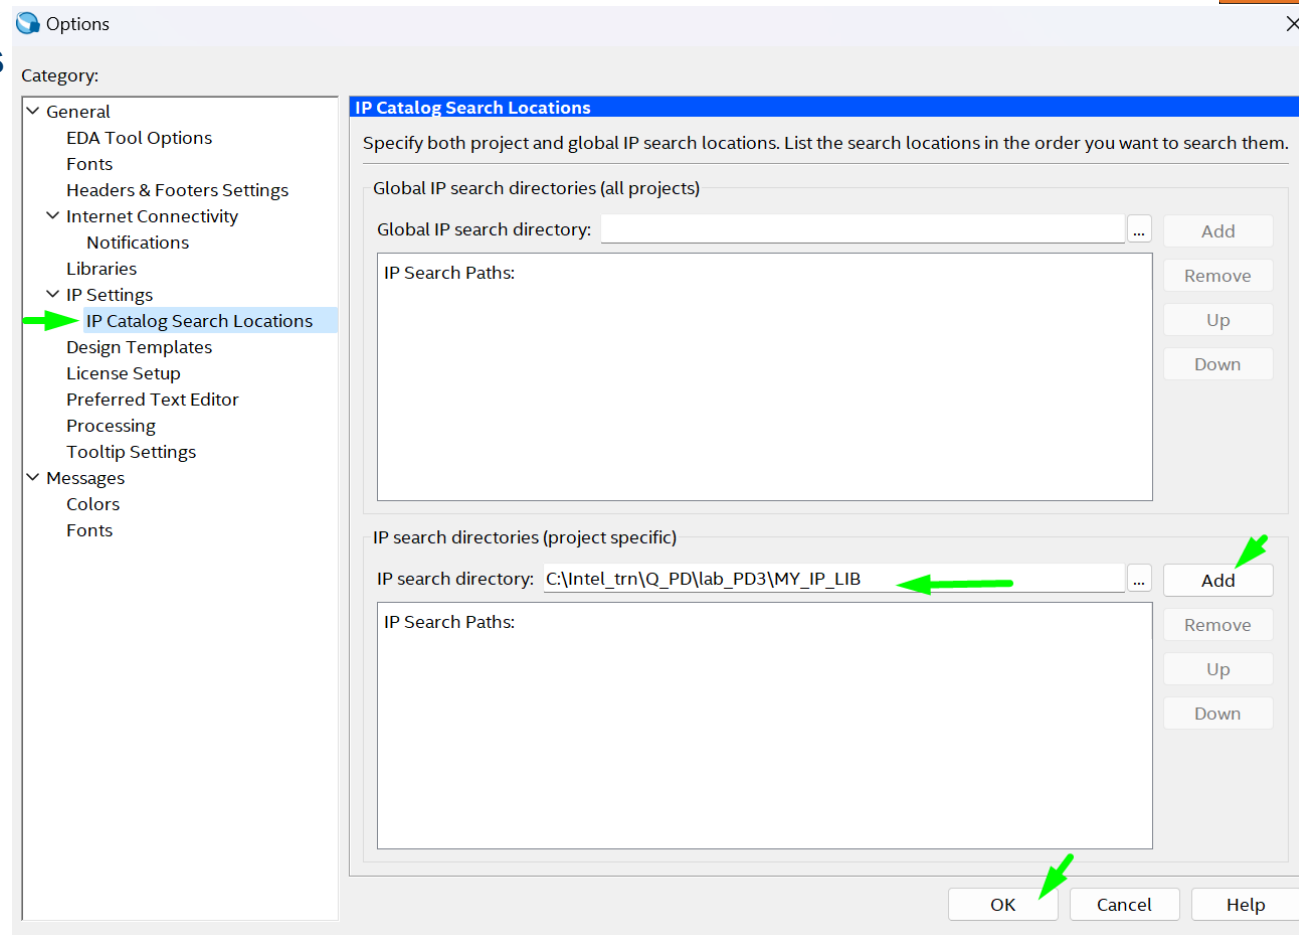 Options
s
Category:
General
EDA Tool Options
Fonts
Headers & Footers Settings
Internet Connectivity
Notifications
Libraries
IP Settings
IP Catalog Search Locations
Design Templates
License Setup
Preferred Text Editor
Processing
Tooltip Settings
Messages
Colors
Fonts
IP Catalog Search Locations
Specify both project and global IP search locations. List the search locations in the order you want to search them.
Global IP search directories (all projects)
Global IP search directory: ... Add
IP Search Paths:
Remove
Up
Down
IP search directories (project specific)
IP search directory: C:\Intel_trn\Q_PD\lab_PD3\MY_IP_LIB ... Add
IP Search Paths:
Remove
Up
Down
OK Cancel Help